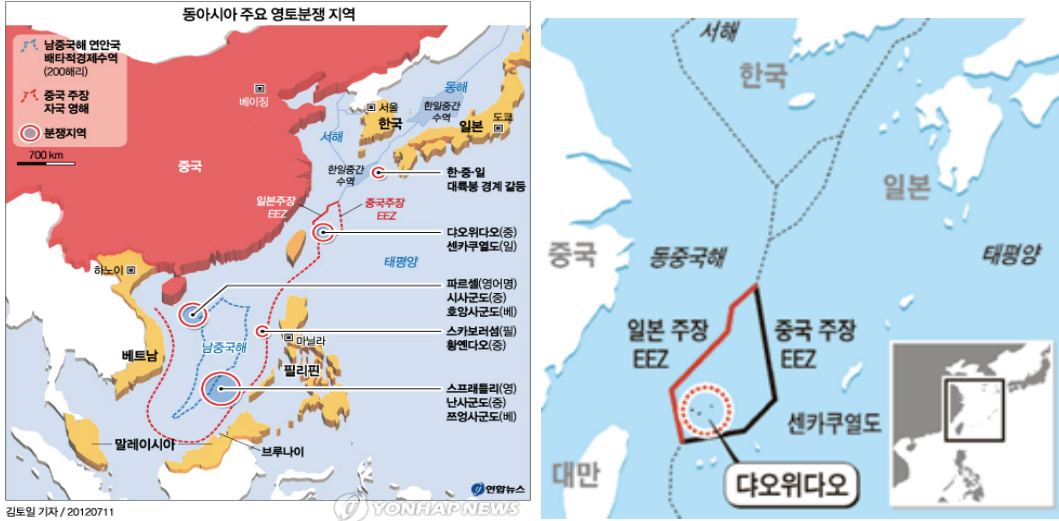 동아시아 주요 영토분쟁 지역
남중국해 연안국
배타적경제수역
(200해리)
중국 주장
자국 영해
분쟁지역
700 km
베이징
중국
서울
한국
동해
한일중간
수역
일본
도쿄
서해
한일중간
수역
한·중·일
대륙붕 경계 갈등
일본주장
EEZ
중국주장
EEZ
댜오위다오(중)
센카쿠열도(일)
태평양
하노이
파르셀(영어명)
시사군도(중)
호앙사군도(베)
스카보러섬(필)
황옌다오(중)
베트남
남중국해
마닐라
필리핀
스프래틀리(영)
난사군도(중)
쯔엉사군도(베)
말레이시아
브루나이
연합뉴스
김토일 기자 / 20120711
YONHAP NEWS
서해
한국
일본
중국
동중국해
태평양
일본 주장
EEZ
중국 주장
EEZ
센카쿠열도
대만
댜오위다오